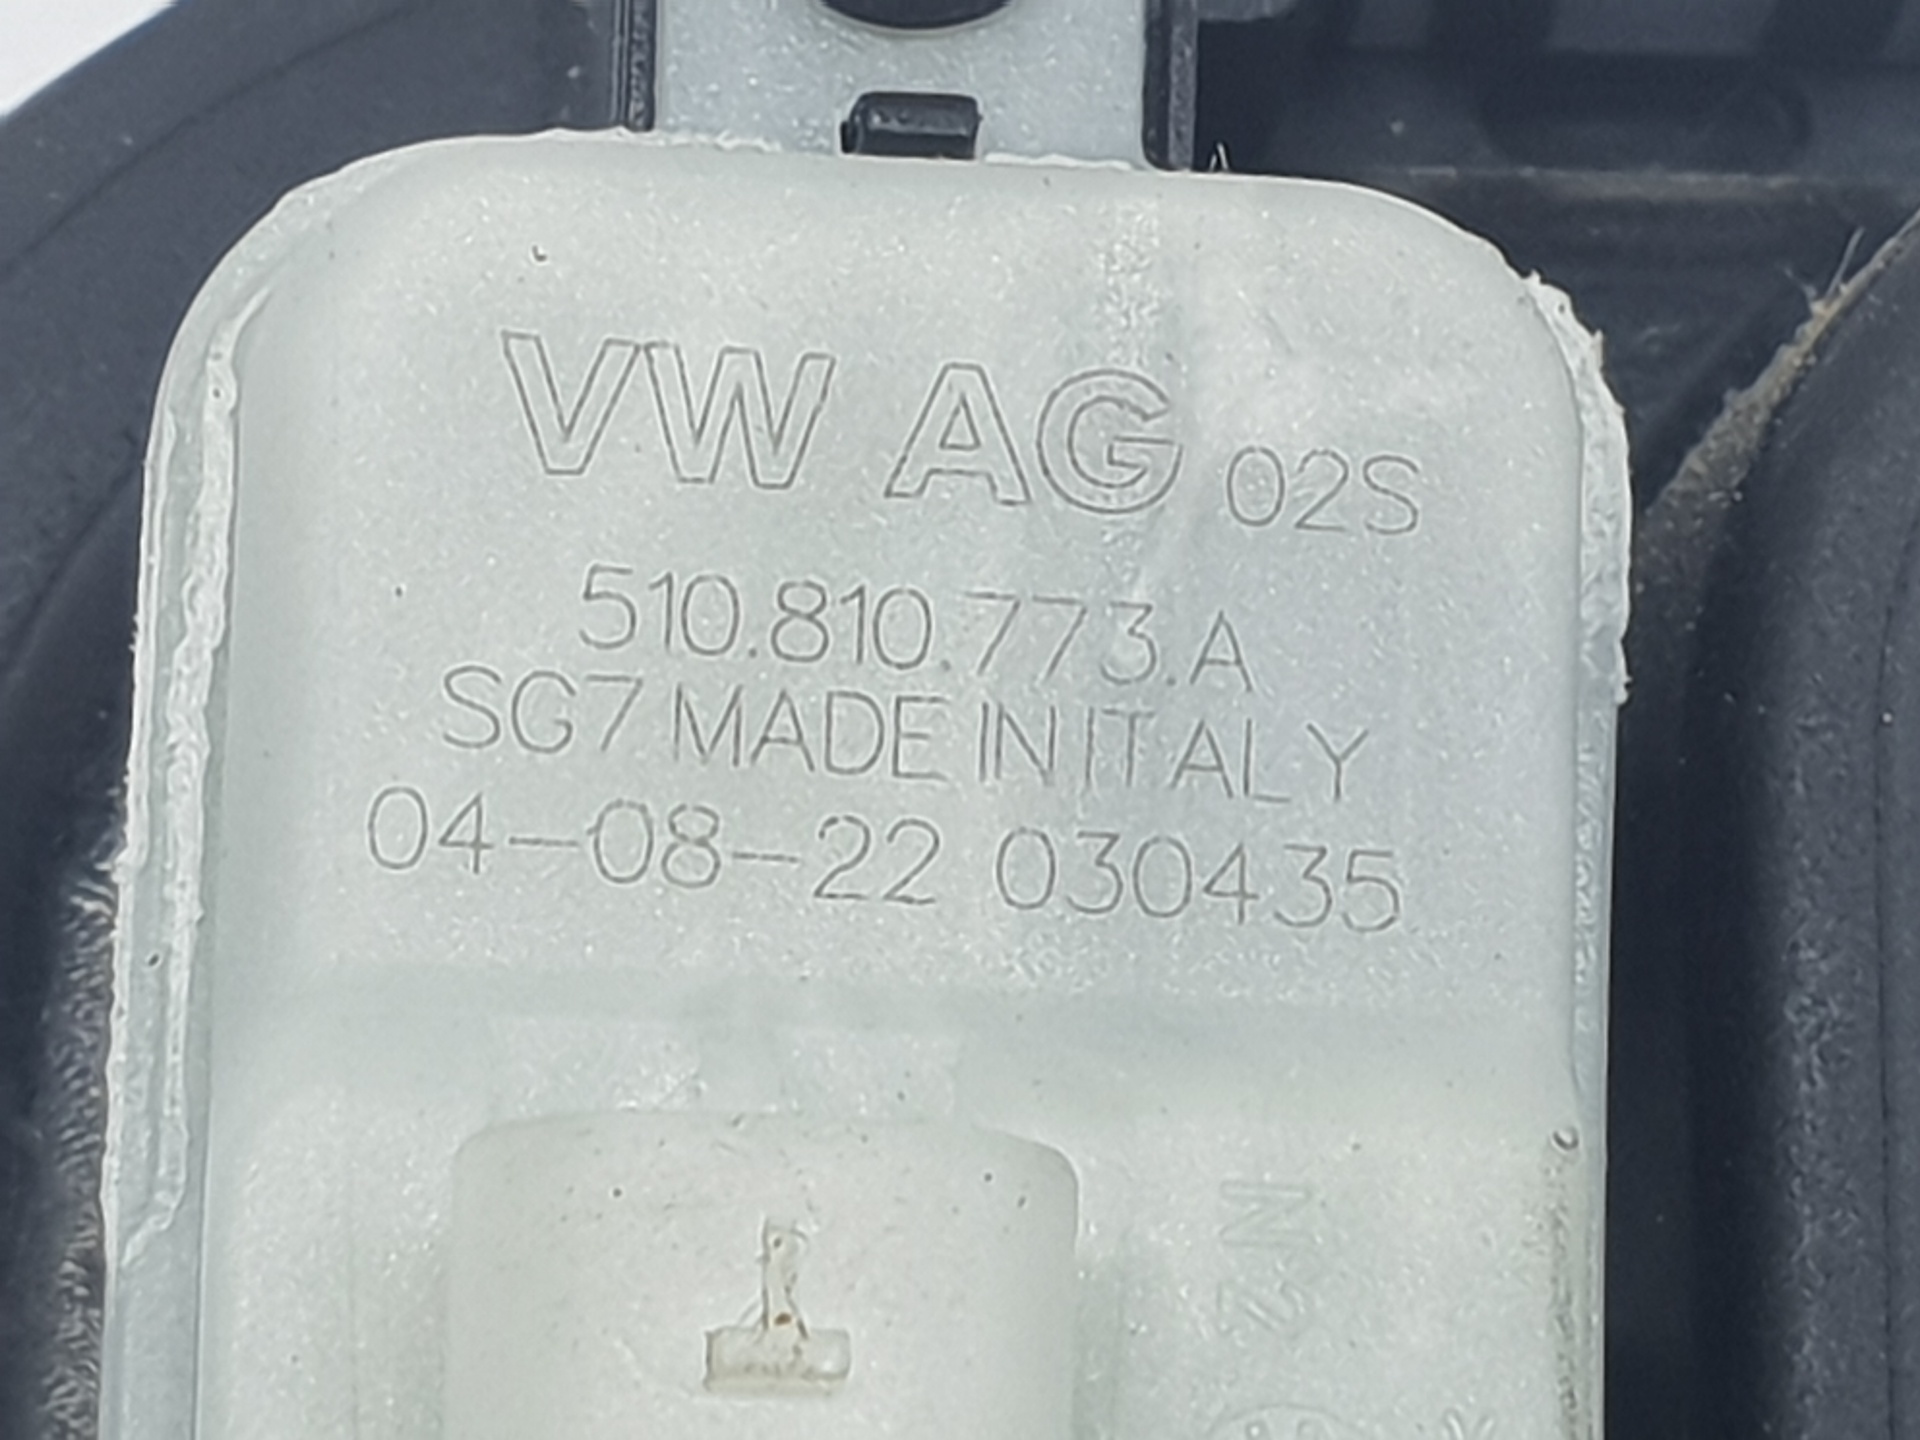 VW AG 02S
510.810.773.A
SG7 MADE IN ITALY
04-08-22 030435